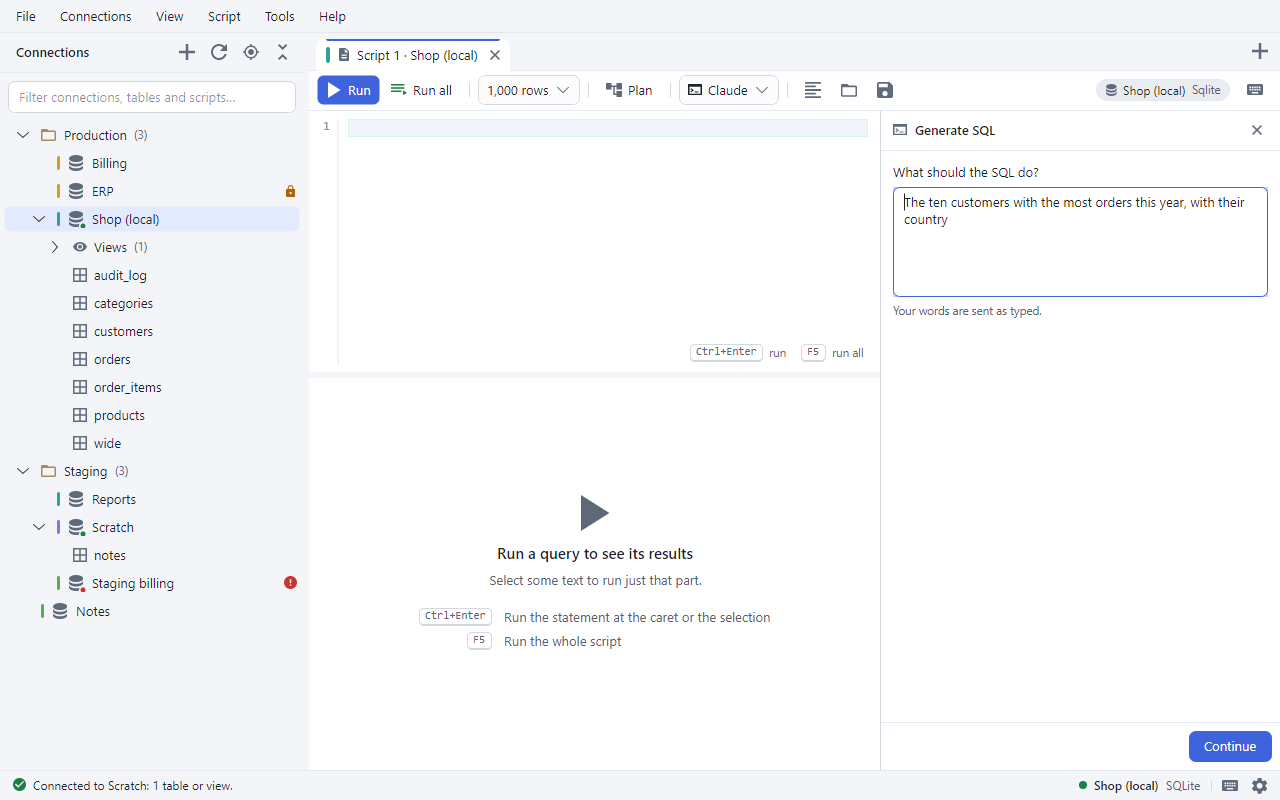 File Connections View Script Tools Help
Connections
Script 1 · Shop (local)
Run Run all 1,000 rows Plan Claude Shop (local) Sqlite
Filter connections, tables and scripts...
Production (3)
Billing
ERP
Shop (local)
Views (1)
audit_log
categories
customers
orders
order_items
products
wide
Staging (3)
Reports
Scratch
notes
Staging billing
Notes
1
Ctrl+Enter run F5 run all
Run a query to see its results
Select some text to run just that part.
Ctrl+Enter Run the statement at the caret or the selection
F5 Run the whole script
Generate SQL
What should the SQL do?
The ten customers with the most orders this year, with their
country
Your words are sent as typed.
Continue
Connected to Scratch: 1 table or view.
Shop (local) SQLite